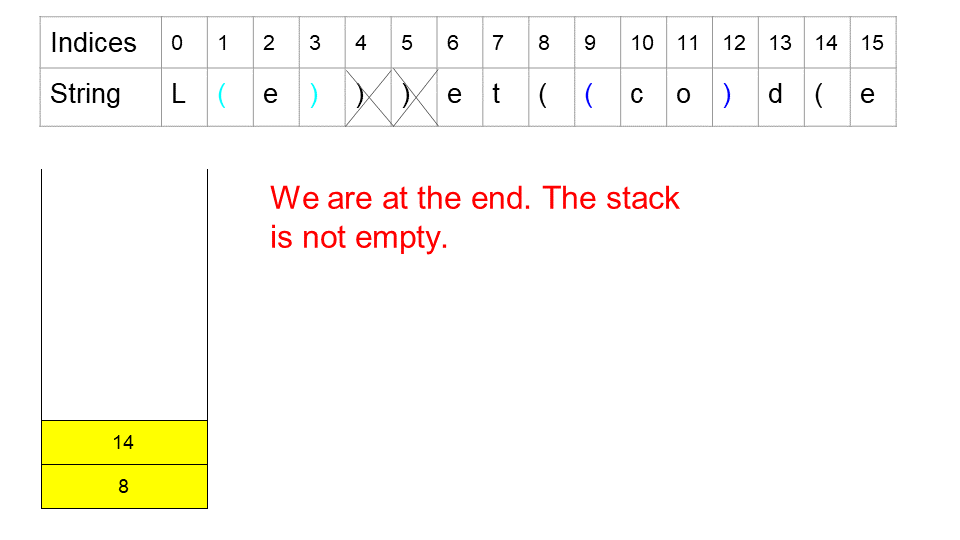 Indices 0 1 2 3 4 5 6 7 8 9 10 11 12 13 14 15
String L ( e ) ) ) e t ( ( c o ) d ( e
We are at the end. The stack
is not empty.
14
8